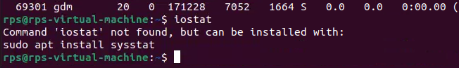 69301 gdm 20 0 171228 7052 1664 S 0.0 0.0 0:00.00 (
rps@rps-virtual-machine:~$ iostat
Command 'iostat' not found, but can be installed with:
sudo apt install sysstat
rps@rps-virtual-machine:~$